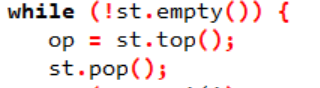 while (!st.empty()) {
op = st.top();
st.pop();